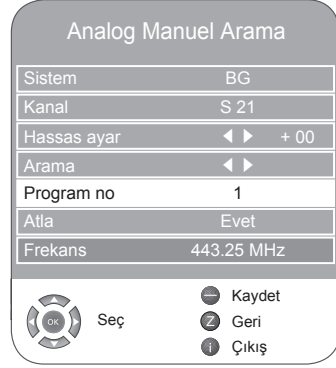 Analog Manuel Arama
Sistem BG
Kanal S 21
Hassas ayar + 00
Arama
Program no 1
Atla Evet
Frekans 443.25 MHz
OK Seç
Kaydet
Z Geri
i Çıkış